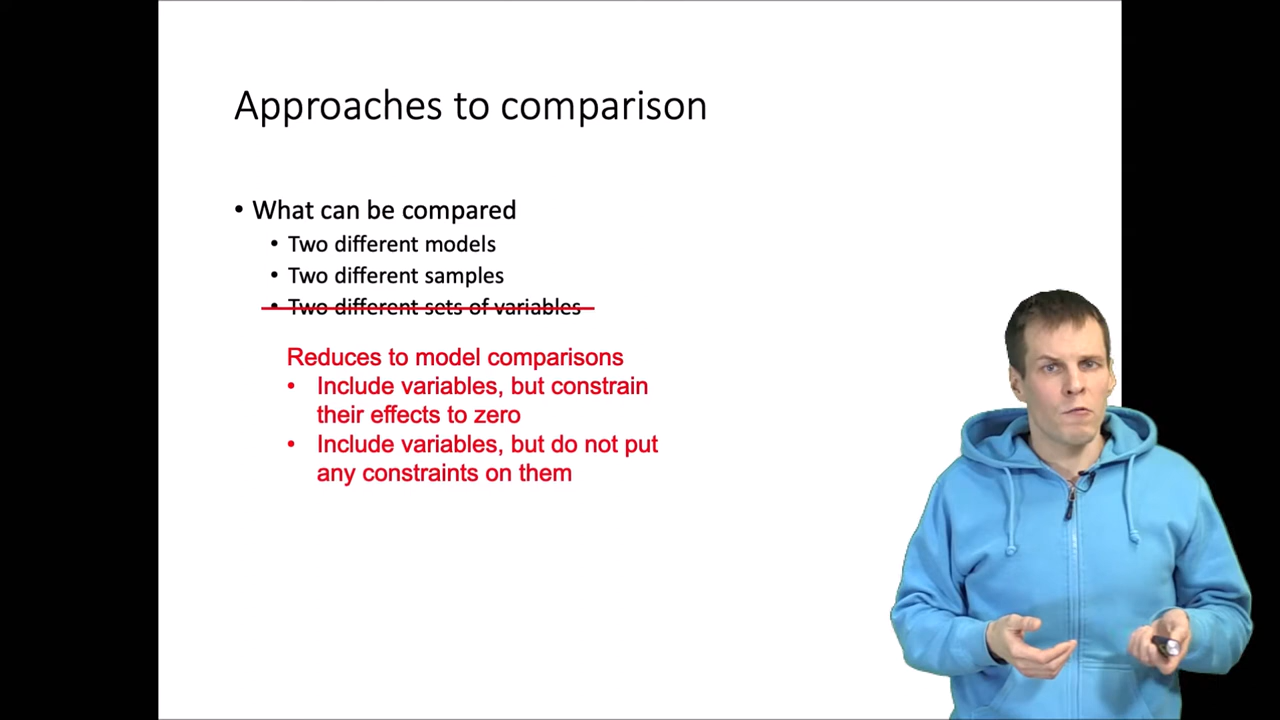 Approaches to comparison
• What can be compared
• Two different models
• Two different samples
• Two different sets of variables
Reduces to model comparisons
• Include variables, but constrain
their effects to zero
• Include variables, but do not put
any constraints on them